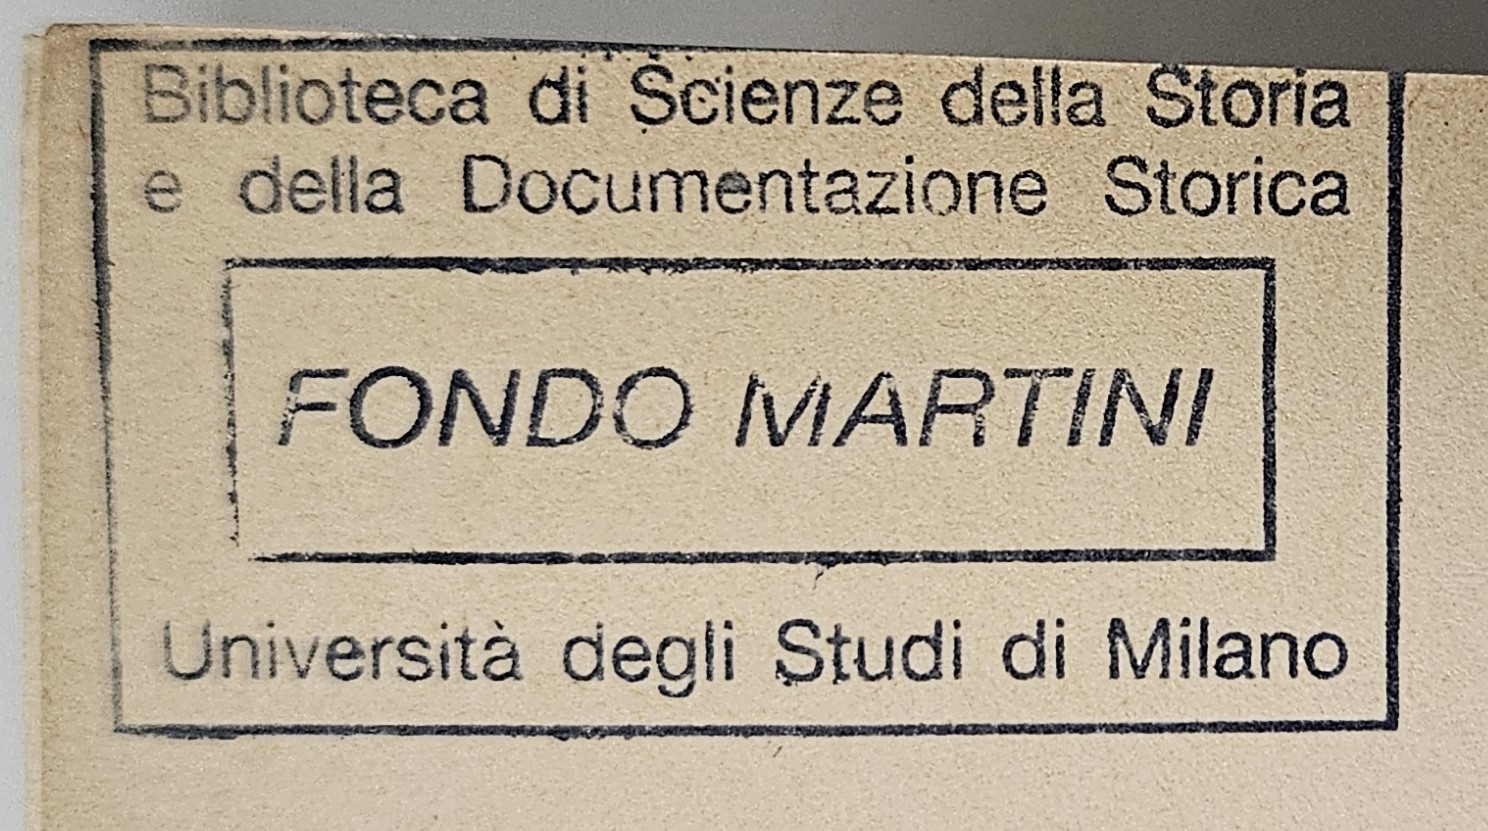 Biblioteca di Scienze della Storia
e della Documentazione Storica
FONDO MARTINI
Università degli Studi di Milano